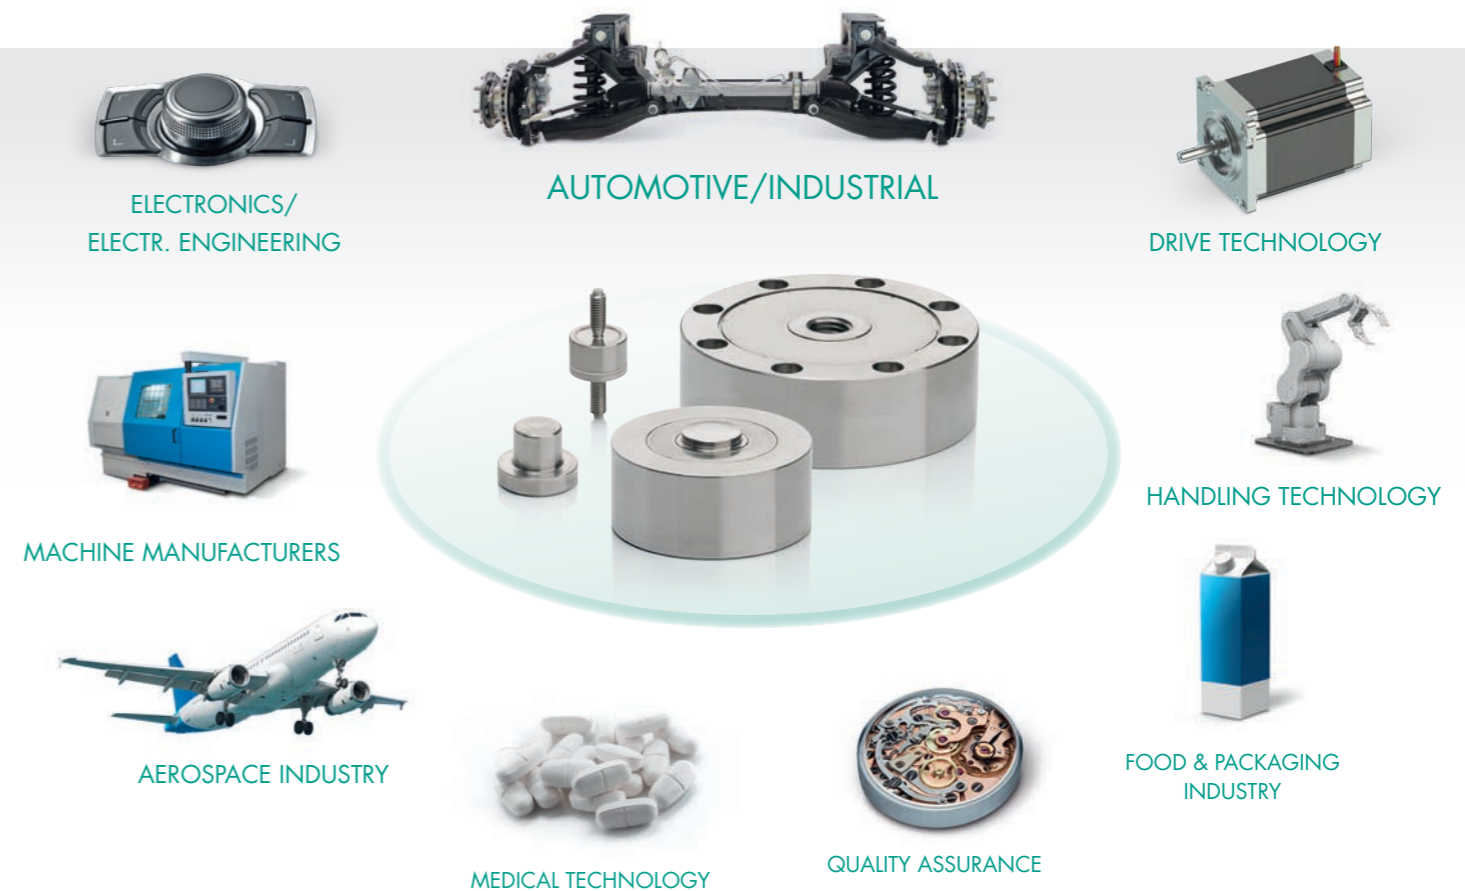 ELECTRONICS/
ELECTR. ENGINEERING
AUTOMOTIVE/INDUSTRIAL
DRIVE TECHNOLOGY
MACHINE MANUFACTURERS
HANDLING TECHNOLOGY
AEROSPACE INDUSTRY
FOOD & PACKAGING
INDUSTRY
MEDICAL TECHNOLOGY
QUALITY ASSURANCE